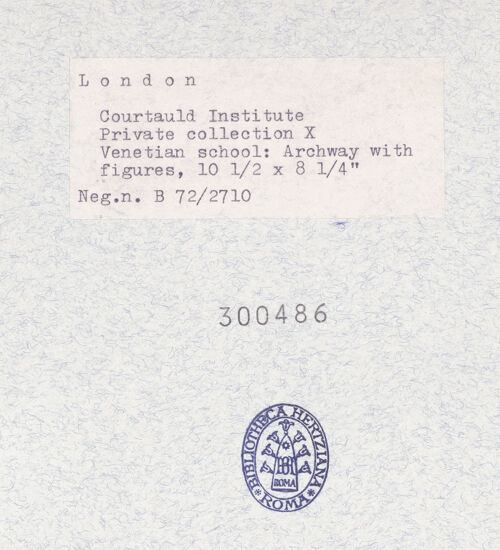 L o n d o n
Courtauld Institute
Private collection X
Venetian school: Archway with
figures, 10 1/2 x 8 1/4"
Neg.n. B 72/2710
300486
BIBLIOTHECA HERTZIANA
BH
ROMA
* ROMA *